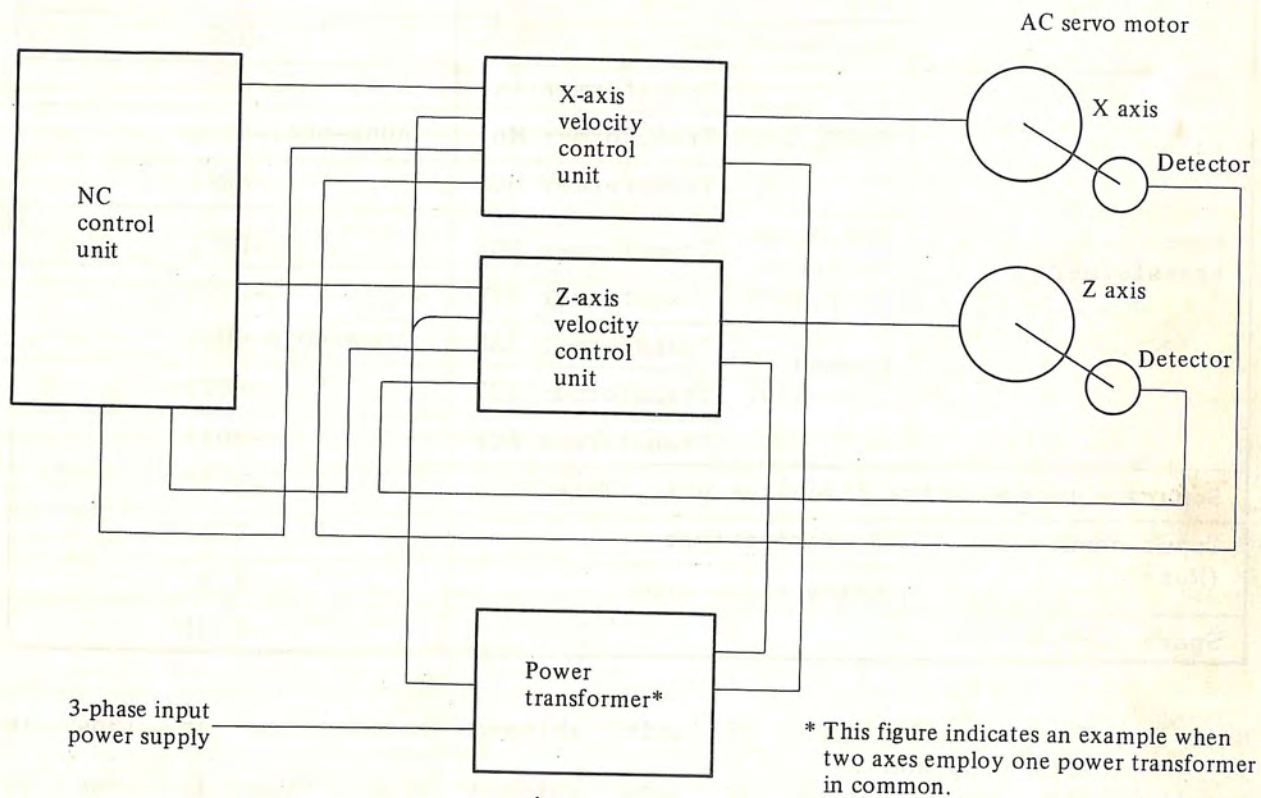 AC servo motor
NC
control
unit
X-axis
velocity
control
unit
X axis
Detector
Z-axis
velocity
control
unit
Z axis
Detector
Power
transformer*
3-phase input
power supply
* This figure indicates an example when
two axes employ one power transformer
in common.